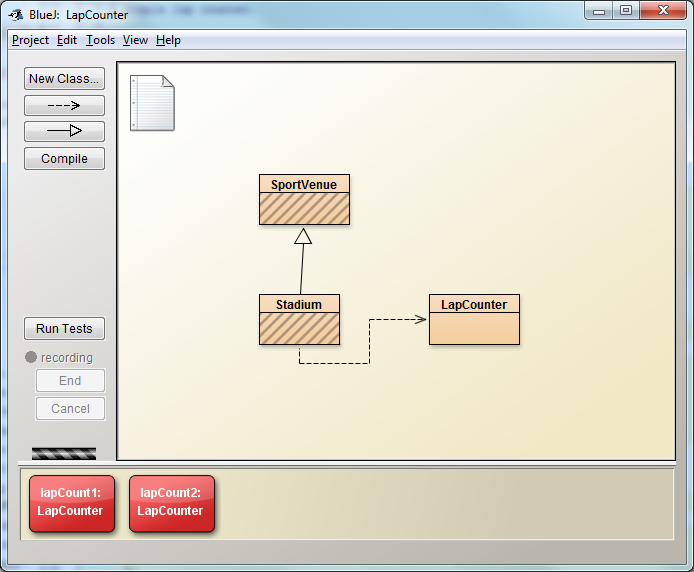 BlueJ: LapCounter
Project Edit Tools View Help
New Class...
Compile
Run Tests
recording
End
Cancel
SportVenue
Stadium
LapCounter
lapCount1:
LapCounter
lapCount2:
LapCounter